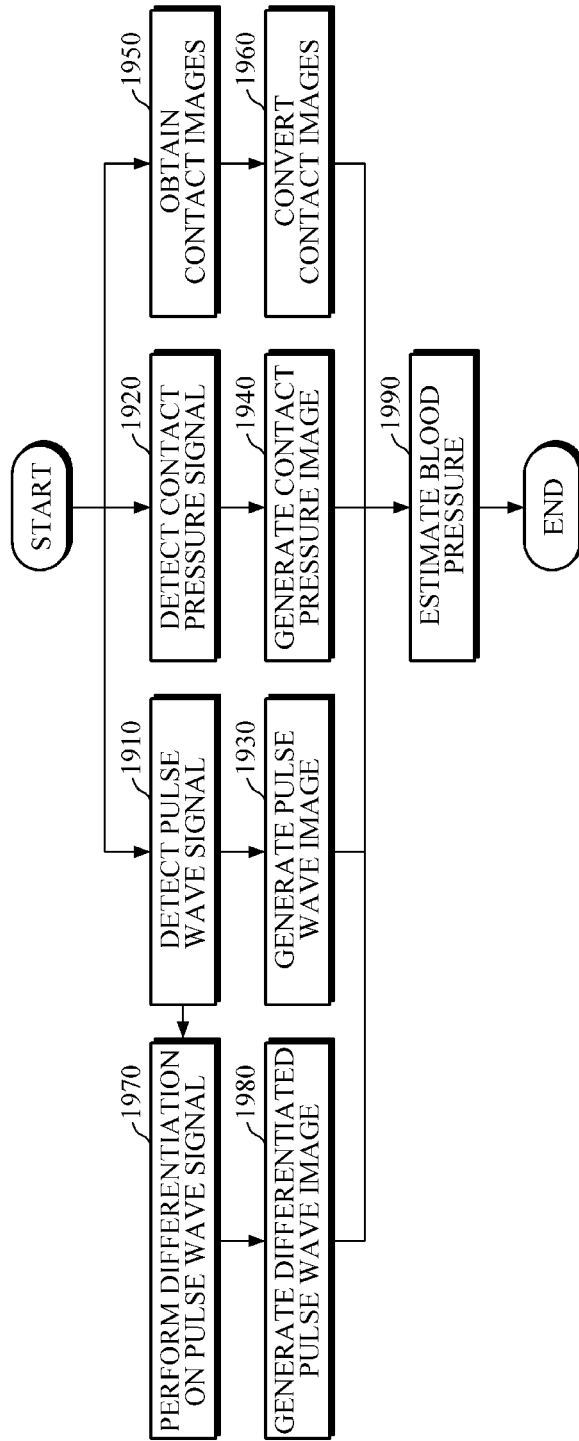 START
1970
PERFORM DIFFERENTIATION
ON PULSE WAVE SIGNAL
1910
DETECT PULSE
WAVE SIGNAL
1920
DETECT CONTACT
PRESSURE SIGNAL
1950
OBTAIN
CONTACT IMAGES
1980
GENERATE DIFFERENTIATED
PULSE WAVE IMAGE
1930
GENERATE PULSE
WAVE IMAGE
1940
GENERATE CONTACT
PRESSURE IMAGE
1960
CONVERT
CONTACT IMAGES
1990
ESTIMATE BLOOD
PRESSURE
END